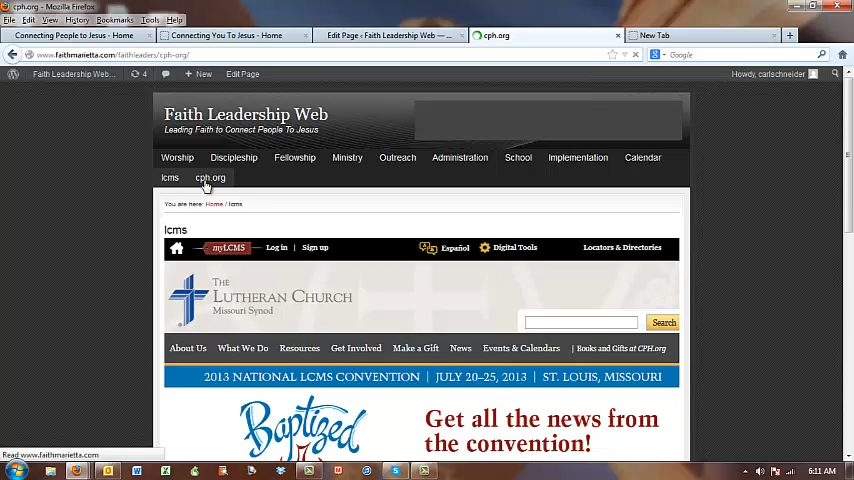 cph.org - Mozilla Firefox
File Edit View History Bookmarks Tools Help
Connecting People to Jesus - Home
Connecting You To Jesus - Home
Edit Page ‹ Faith Leadership Web —...
cph.org
New Tab
www.faithmarietta.com/faithleaders/cph-org/
Google
Faith Leadership Web... 4 + New Edit Page Howdy, carlschneider
Faith Leadership Web
Leading Faith to Connect People To Jesus
Worship Discipleship Fellowship Ministry Outreach Administration School Implementation Calendar
lcms cph.org
You are here: Home / lcms
lcms
myLCMS Log in | Sign up Español Digital Tools Locators & Directories
THE
LUTHERAN CHURCH
Missouri Synod
Search
About Us What We Do Resources Get Involved Make a Gift News Events & Calendars | Books and Gifts at CPH.org
2013 NATIONAL LCMS CONVENTION | JULY 20-25, 2013 | ST. LOUIS, MISSOURI
Baptized
Get all the news from
the convention!
Read www.faithmarietta.com
6:11 AM